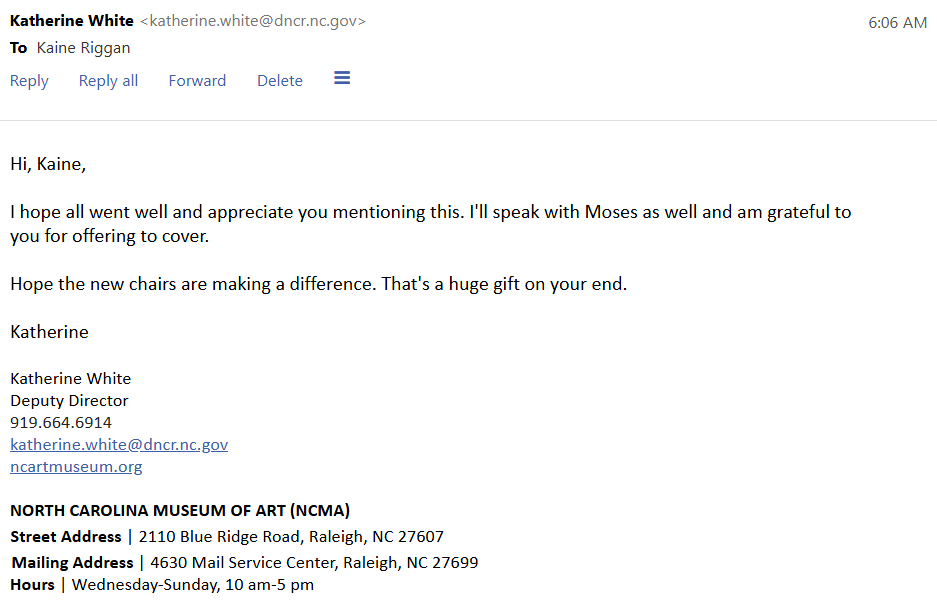 Katherine White <katherine.white@dncr.nc.gov> 6:06 AM
To Kaine Riggan
Reply Reply all Forward Delete
Hi, Kaine,
I hope all went well and appreciate you mentioning this. I'll speak with Moses as well and am grateful to
you for offering to cover.
Hope the new chairs are making a difference. That's a huge gift on your end.
Katherine
Katherine White
Deputy Director
919.664.6914
katherine.white@dncr.nc.gov
ncartmuseum.org
NORTH CAROLINA MUSEUM OF ART (NCMA)
Street Address | 2110 Blue Ridge Road, Raleigh, NC 27607
Mailing Address | 4630 Mail Service Center, Raleigh, NC 27699
Hours | Wednesday-Sunday, 10 am-5 pm